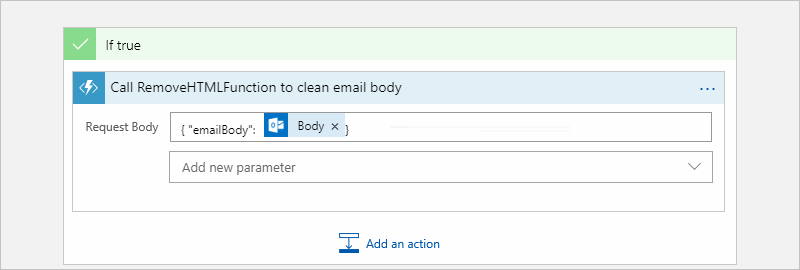 If true
Call RemoveHTMLFunction to clean email body
Request Body { "emailBody": Body × }
Add new parameter
Add an action